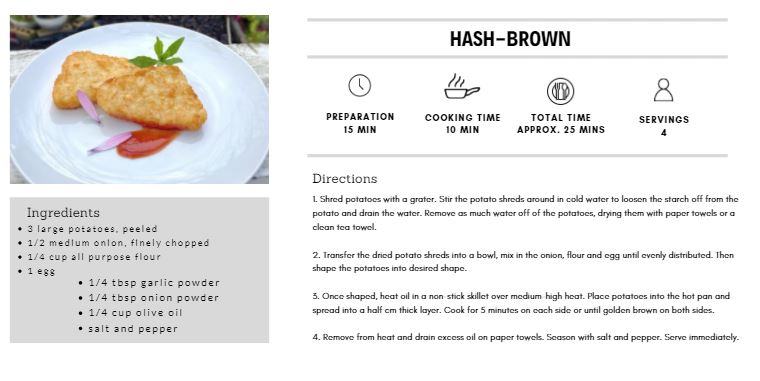 HASH-BROWN
PREPARATION
15 MIN
COOKING TIME
10 MIN
TOTAL TIME
APPROX. 25 MINS
SERVINGS
4
Ingredients
3 large potatoes, peeled
1/2 medium onion, finely chopped
1/4 cup all purpose flour
1 egg
1/4 tbsp garlic powder
1/4 tbsp onion powder
1/4 cup olive oil
salt and pepper
Directions
1. Shred potatoes with a grater. Stir the potato shreds around in cold water to loosen the starch off from the
potato and drain the water. Remove as much water off of the potatoes, drying them with paper towels or a
clean tea towel.
2. Transfer the dried potato shreds into a bowl, mix in the onion, flour and egg until evenly distributed. Then
shape the potatoes into desired shape.
3. Once shaped, heat oil in a non-stick skillet over medium-high heat. Place potatoes into the hot pan and
spread into a half cm thick layer. Cook for 5 minutes on each side or until golden brown on both sides.
4. Remove from heat and drain excess oil on paper towels. Season with salt and pepper. Serve immediately.